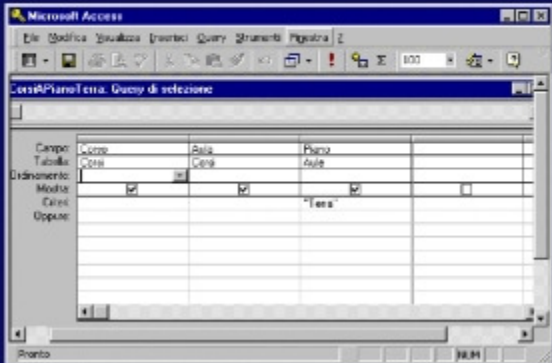 Microsoft Access
File Modifica Visualizza Inserisci Query Strumenti Finestra ?
100
CorsiAPianoTerra: Query di selezione
Campo: Corso Aula Piano
Tabella: Corsi Corsi Aule
Ordinamento:
Mostra:
Criteri: "Terra"
Oppure:
Pronto NUM